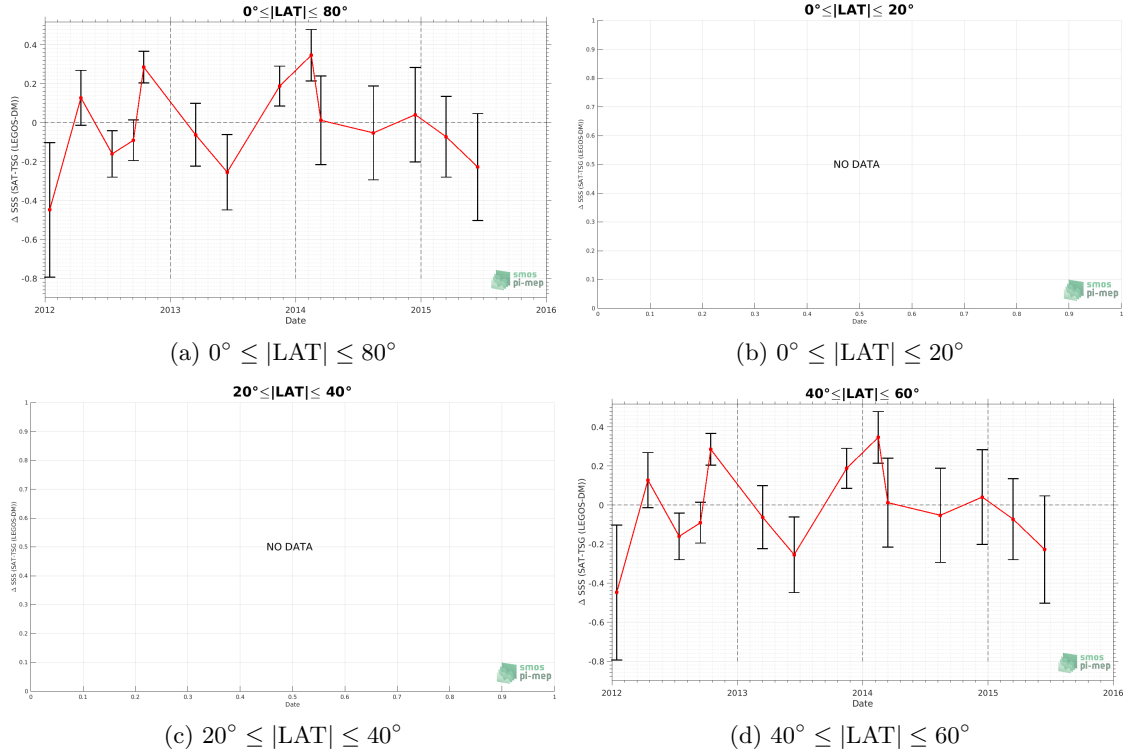 0°≤|LAT|≤ 80°
Δ SSS (SAT-TSG (LEGOS-DM))
0.4
0.2
0
-0.2
-0.4
-0.6
-0.8
2012 2013 2014 2015 2016
Date
smos
pi-mep
(a) 0° ≤ |LAT| ≤ 80°
0°≤|LAT|≤ 20°
Δ SSS (SAT-TSG (LEGOS-DM))
1
0.9
0.8
0.7
0.6
0.5
0.4
0.3
0.2
0.1
0
NO DATA
0 0.1 0.2 0.3 0.4 0.5 0.6 0.7 0.8 0.9 1
Date
smos
pi-mep
(b) 0° ≤ |LAT| ≤ 20°
20°≤|LAT|≤ 40°
Δ SSS (SAT-TSG (LEGOS-DM))
1
0.9
0.8
0.7
0.6
0.5
0.4
0.3
0.2
0.1
0
NO DATA
0 0.1 0.2 0.3 0.4 0.5 0.6 0.7 0.8 0.9 1
Date
smos
pi-mep
(c) 20° ≤ |LAT| ≤ 40°
40°≤|LAT|≤ 60°
Δ SSS (SAT-TSG (LEGOS-DM))
0.4
0.2
0
-0.2
-0.4
-0.6
-0.8
2012 2013 2014 2015 2016
Date
smos
pi-mep
(d) 40° ≤ |LAT| ≤ 60°